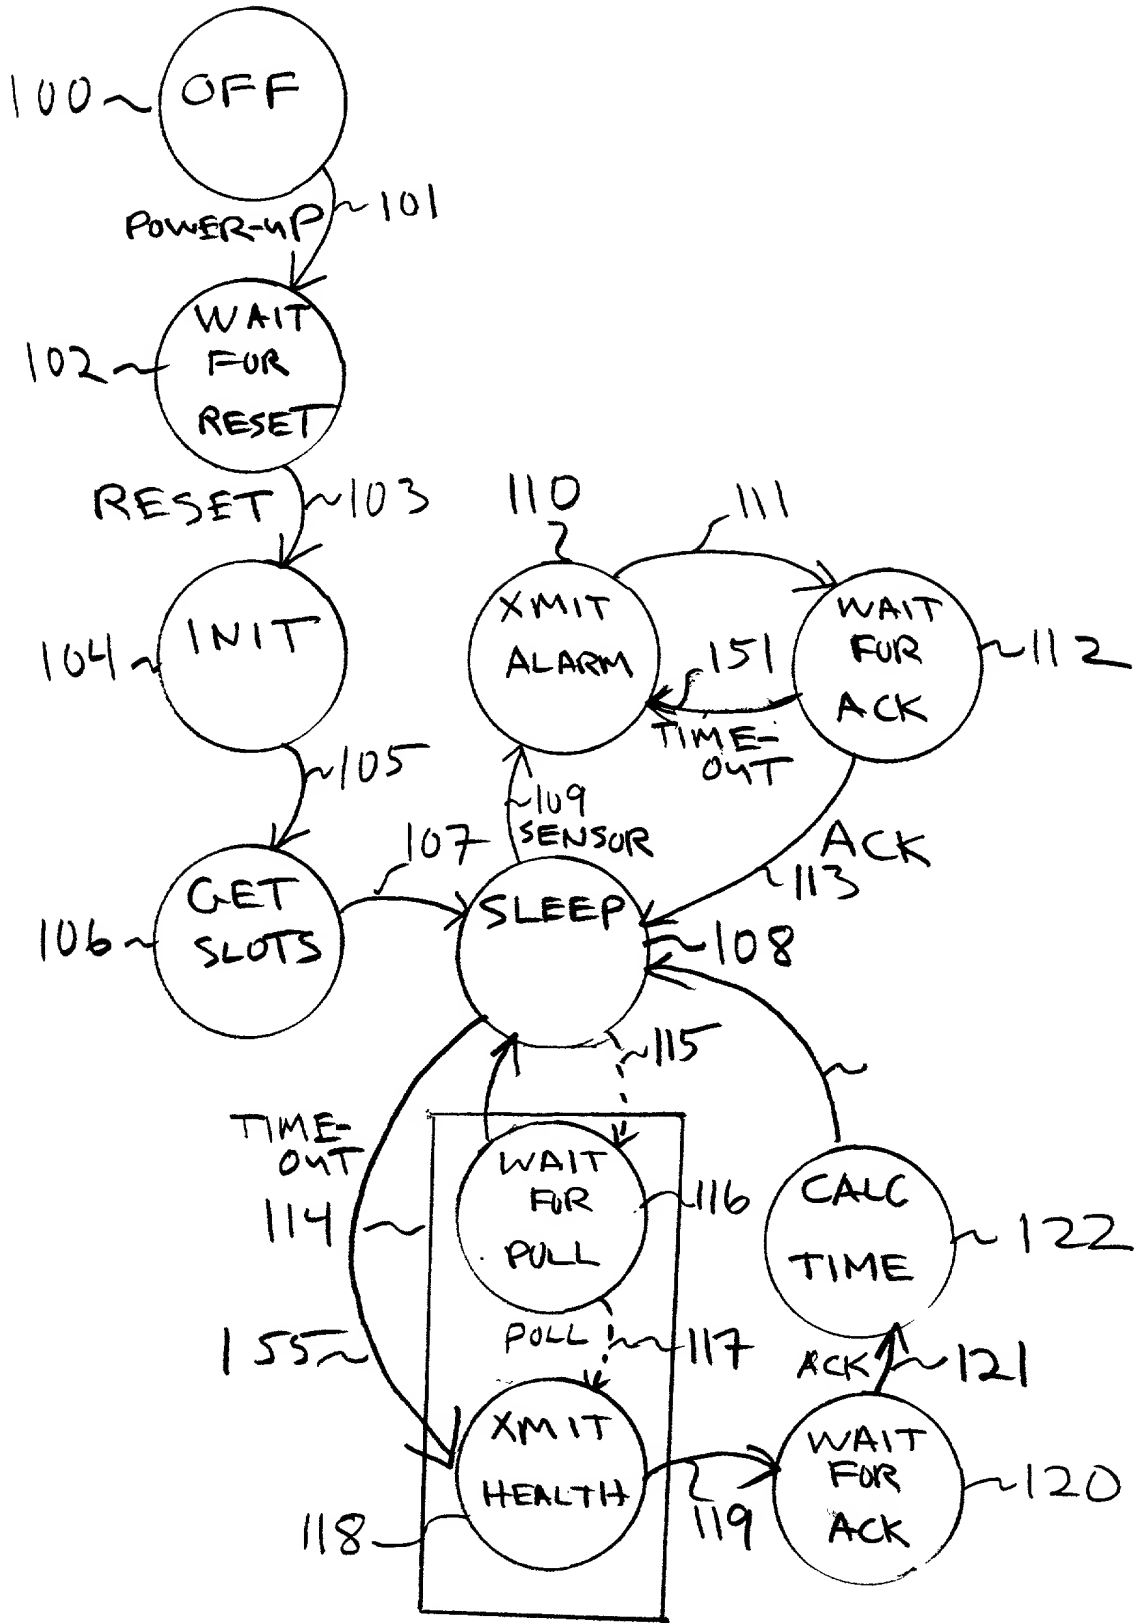 100
OFF
101
POWER-UP
102
WAIT
FOR
RESET
RESET
103
104
INIT
105
106
GET
SLOTS
107
110
XMIT
ALARM
111
WAIT
FOR
ACK
112
151
TIME-
OUT
109
SENSOR
ACK
113
SLEEP
108
115
TIME-
OUT
114
WAIT
FOR
PULL
116
POLL
117
155
XMIT
HEALTH
118
119
CALC
TIME
122
ACK
121
WAIT
FOR
ACK
120